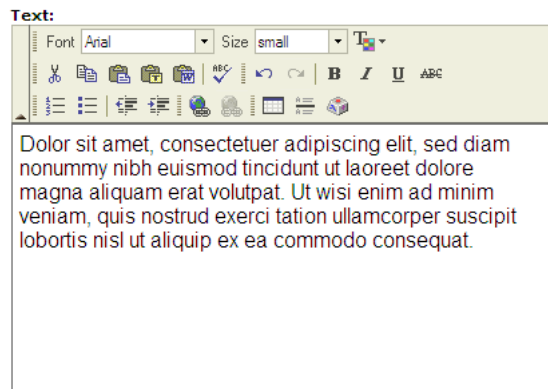 Text:
Font Arial Size small T
ABC B I U ABC
Dolor sit amet, consectetuer adipiscing elit, sed diam
nonummy nibh euismod tincidunt ut laoreet dolore
magna aliquam erat volutpat. Ut wisi enim ad minim
veniam, quis nostrud exerci tation ullamcorper suscipit
lobortis nisl ut aliquip ex ea commodo consequat.